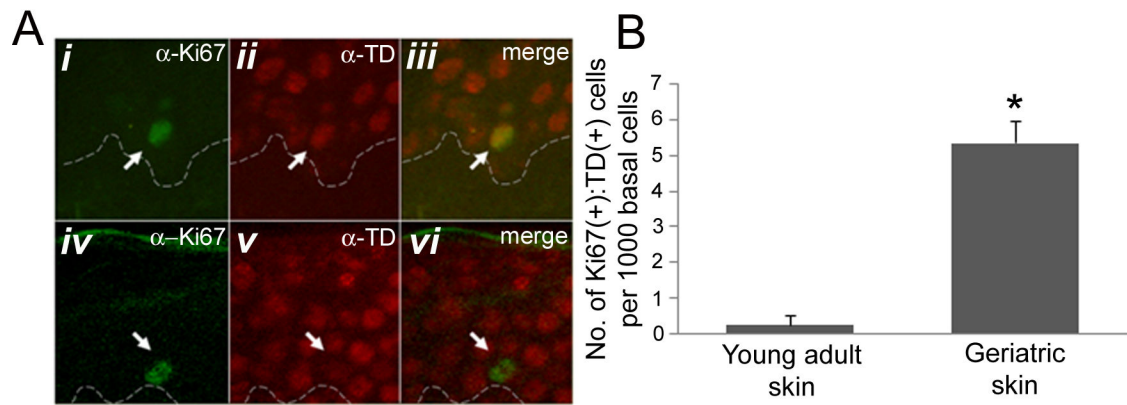 A
i
α-Ki67
ii
α-TD
iii
merge
iv
α–Ki67
v
α-TD
vi
merge
B
No. of Ki67(+):TD(+) cells
per 1000 basal cells
7
6
5
4
3
2
1
0
*
Young adult
skin
Geriatric
skin